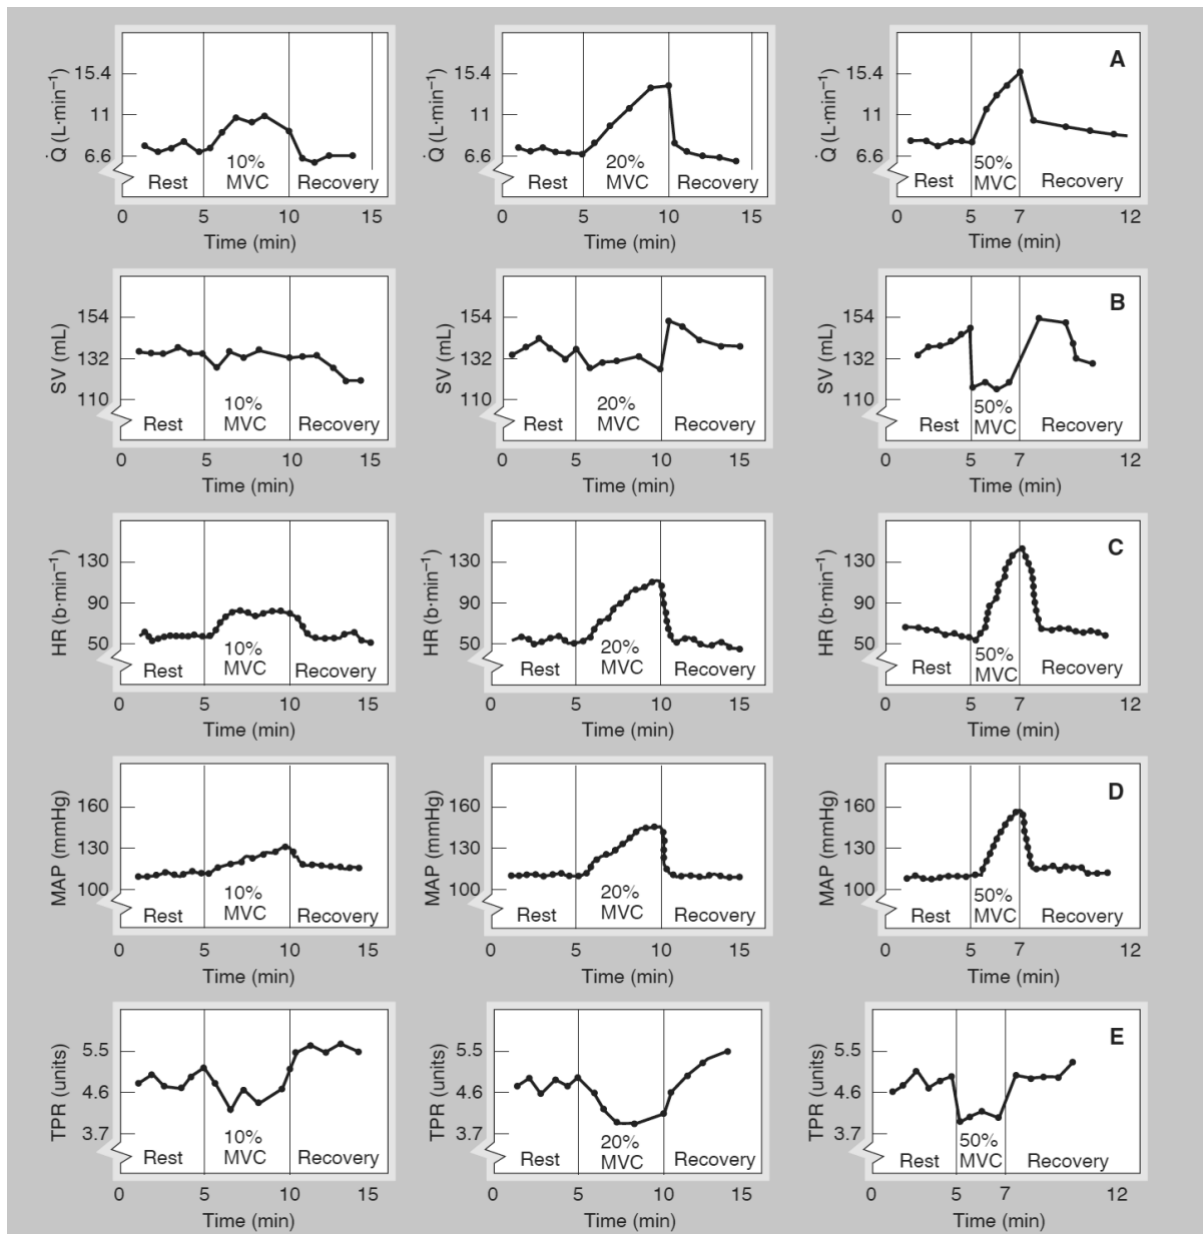 A
Q̇ (L·min⁻¹)
15.4
11
6.6
Rest
10%
MVC
Recovery
0 5 10 15
Time (min)
Q̇ (L·min⁻¹)
15.4
11
6.6
Rest
20%
MVC
Recovery
0 5 10 15
Time (min)
Q̇ (L·min⁻¹)
15.4
11
6.6
Rest
50%
MVC
Recovery
0 5 7 12
Time (min)
B
SV (mL)
154
132
110
Rest
10%
MVC
Recovery
0 5 10 15
Time (min)
SV (mL)
154
132
110
Rest
20%
MVC
Recovery
0 5 10 15
Time (min)
SV (mL)
154
132
110
Rest
50%
MVC
Recovery
0 5 7 12
Time (min)
C
HR (b·min⁻¹)
130
90
50
Rest
10%
MVC
Recovery
0 5 10 15
Time (min)
HR (b·min⁻¹)
130
90
50
Rest
20%
MVC
Recovery
0 5 10 15
Time (min)
HR (b·min⁻¹)
130
90
50
Rest
50%
MVC
Recovery
0 5 7 12
Time (min)
D
MAP (mmHg)
160
130
100
Rest
10%
MVC
Recovery
0 5 10 15
Time (min)
MAP (mmHg)
160
130
100
Rest
20%
MVC
Recovery
0 5 10 15
Time (min)
MAP (mmHg)
160
130
100
Rest
50%
MVC
Recovery
0 5 7 12
Time (min)
E
TPR (units)
5.5
4.6
3.7
Rest
10%
MVC
Recovery
0 5 10 15
Time (min)
TPR (units)
5.5
4.6
3.7
Rest
20%
MVC
Recovery
0 5 10 15
Time (min)
TPR (units)
5.5
4.6
3.7
Rest
50%
MVC
Recovery
0 5 7 12
Time (min)